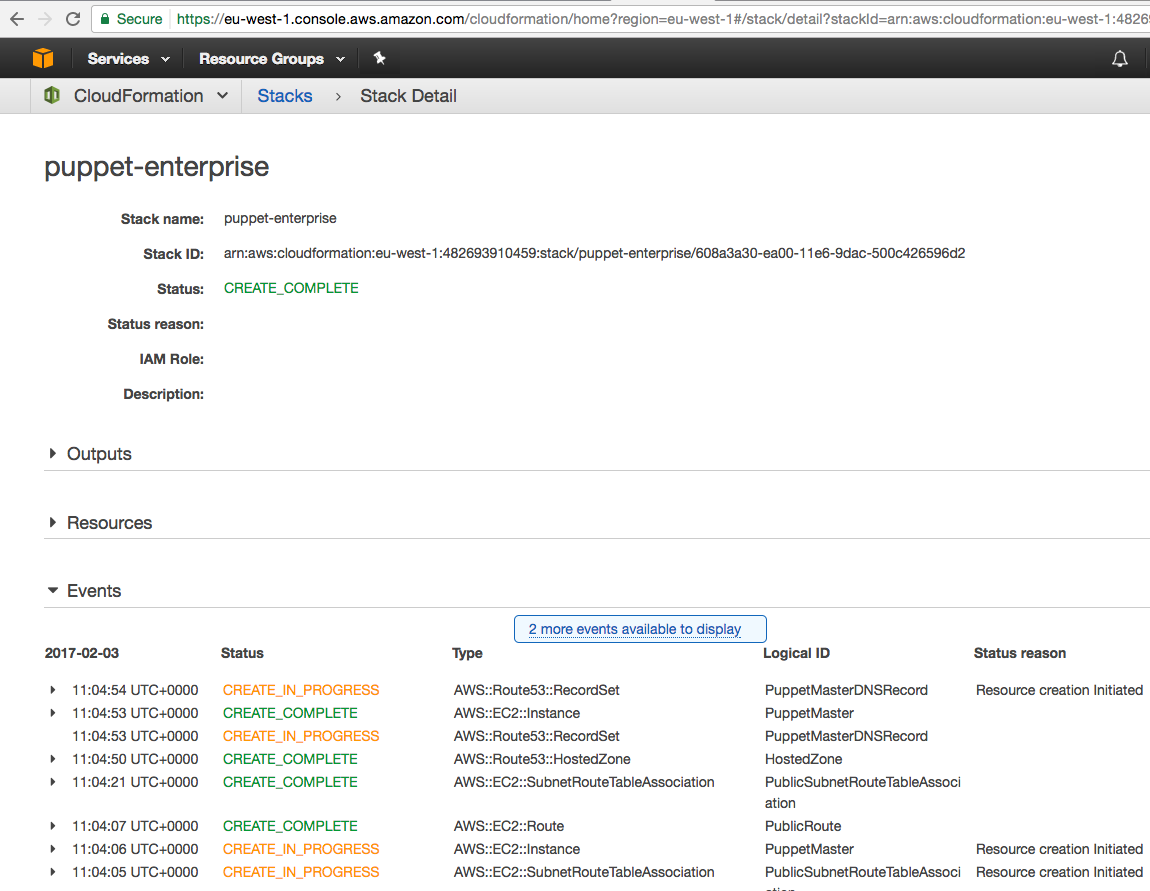 Secure https://eu-west-1.console.aws.amazon.com/cloudformation/home?region=eu-west-1#/stack/detail?stackId=arn:aws:cloudformation:eu-west-1:4826
Services Resource Groups
CloudFormation Stacks › Stack Detail
puppet-enterprise
Stack name: puppet-enterprise
Stack ID: arn:aws:cloudformation:eu-west-1:482693910459:stack/puppet-enterprise/608a3a30-ea00-11e6-9dac-500c426596d2
Status: CREATE_COMPLETE
Status reason:
IAM Role:
Description:
Outputs
Resources
Events
2 more events available to display
2017-02-03 Status Type Logical ID Status reason
11:04:54 UTC+0000 CREATE_IN_PROGRESS AWS::Route53::RecordSet PuppetMasterDNSRecord Resource creation Initiated
11:04:53 UTC+0000 CREATE_COMPLETE AWS::EC2::Instance PuppetMaster
11:04:53 UTC+0000 CREATE_IN_PROGRESS AWS::Route53::RecordSet PuppetMasterDNSRecord
11:04:50 UTC+0000 CREATE_COMPLETE AWS::Route53::HostedZone HostedZone
11:04:21 UTC+0000 CREATE_COMPLETE AWS::EC2::SubnetRouteTableAssociation PublicSubnetRouteTableAssoci
ation
11:04:07 UTC+0000 CREATE_COMPLETE AWS::EC2::Route PublicRoute
11:04:06 UTC+0000 CREATE_IN_PROGRESS AWS::EC2::Instance PuppetMaster Resource creation Initiated
11:04:05 UTC+0000 CREATE_IN_PROGRESS AWS::EC2::SubnetRouteTableAssociation PublicSubnetRouteTableAssoci Resource creation Initiated